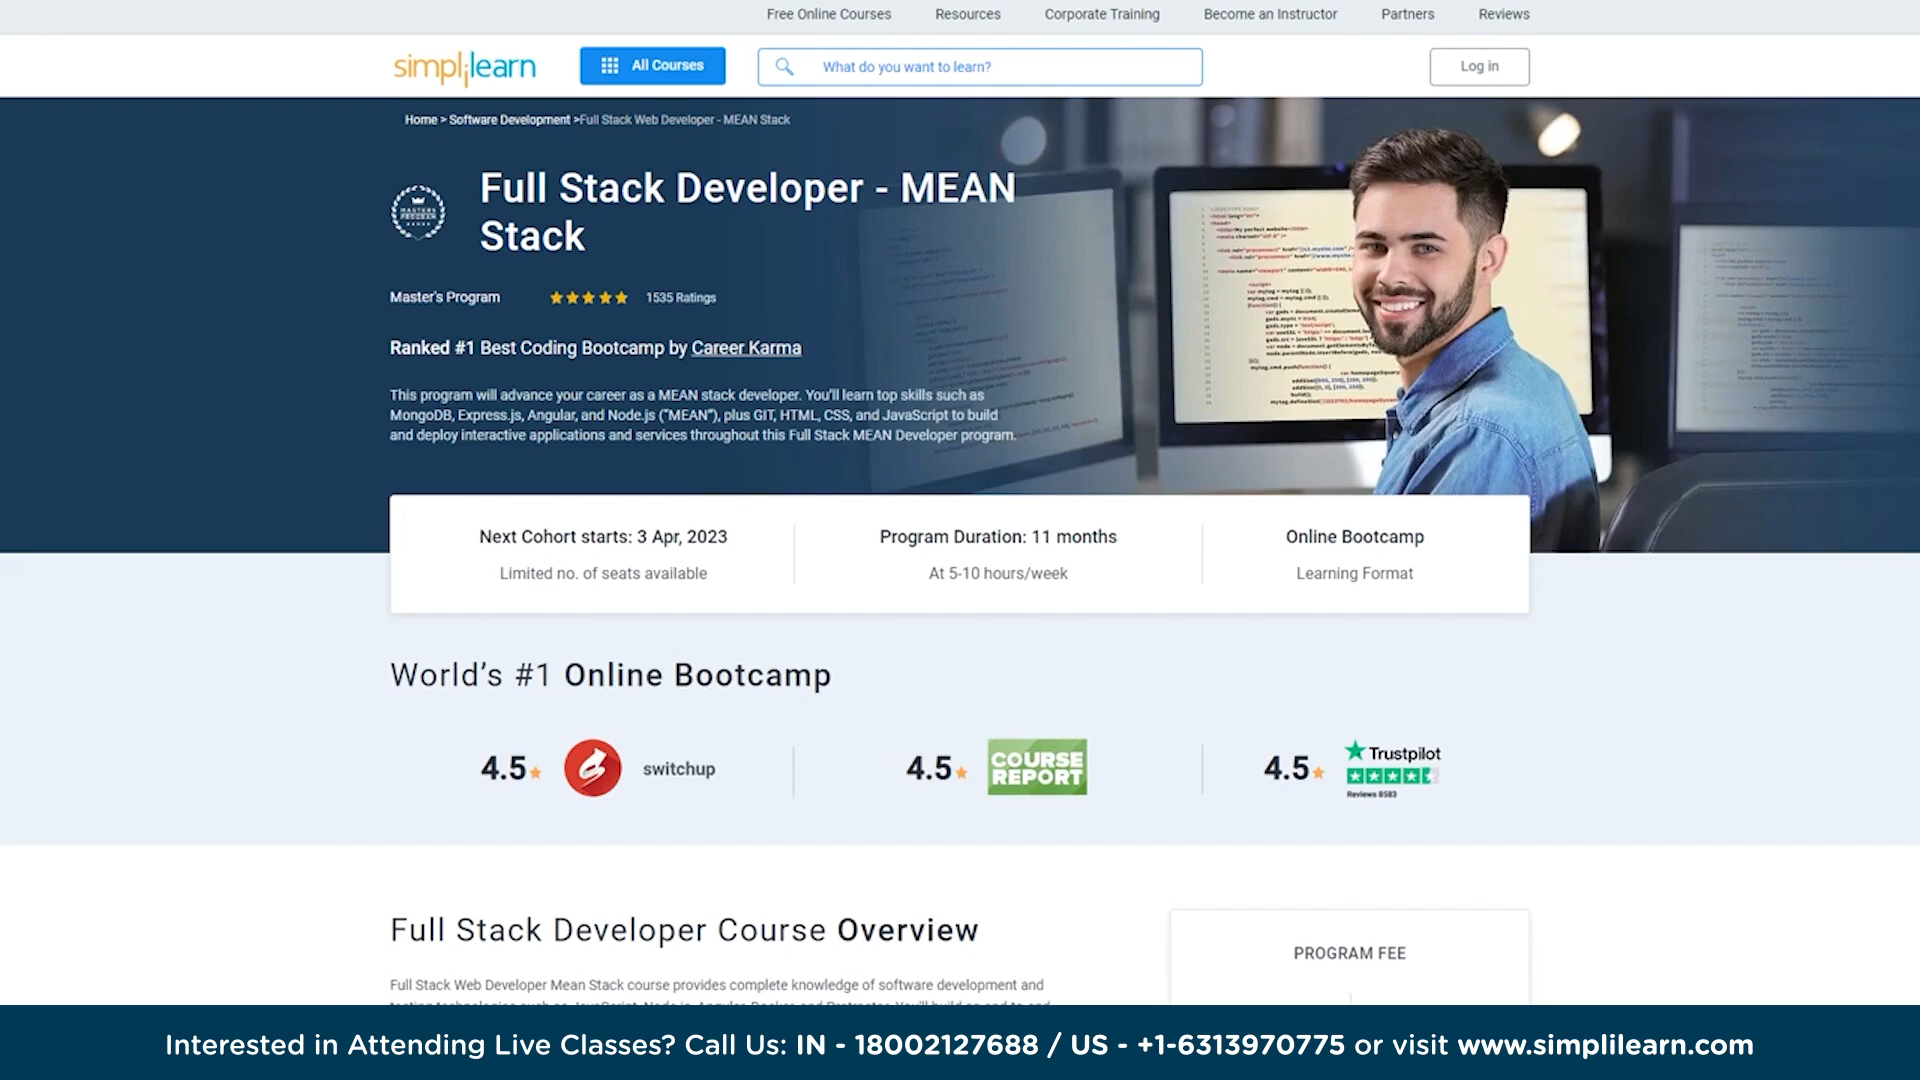 Free Online Courses Resources Corporate Training Become an Instructor Partners Reviews
simplilearn All Courses What do you want to learn? Log in
Home > Software Development >Full Stack Web Developer - MEAN Stack
Full Stack Developer - MEAN
Stack
MASTERS
PROGRAM
Master's Program 1535 Ratings
Ranked #1 Best Coding Bootcamp by Career Karma
This program will advance your career as a MEAN stack developer. You'll learn top skills such as
MongoDB, Express.js, Angular, and Node.js ("MEAN"), plus GIT, HTML, CSS, and JavaScript to build
and deploy interactive applications and services throughout this Full Stack MEAN Developer program.
Next Cohort starts: 3 Apr, 2023 Program Duration: 11 months Online Bootcamp
Limited no. of seats available At 5-10 hours/week Learning Format
World's #1 Online Bootcamp
4.5 switchup 4.5 COURSE REPORT 4.5 Trustpilot
Reviews 8583
Full Stack Developer Course Overview
PROGRAM FEE
Full Stack Web Developer Mean Stack course provides complete knowledge of software development and
Interested in Attending Live Classes? Call Us: IN - 18002127688 / US - +1-6313970775 or visit www.simplilearn.com